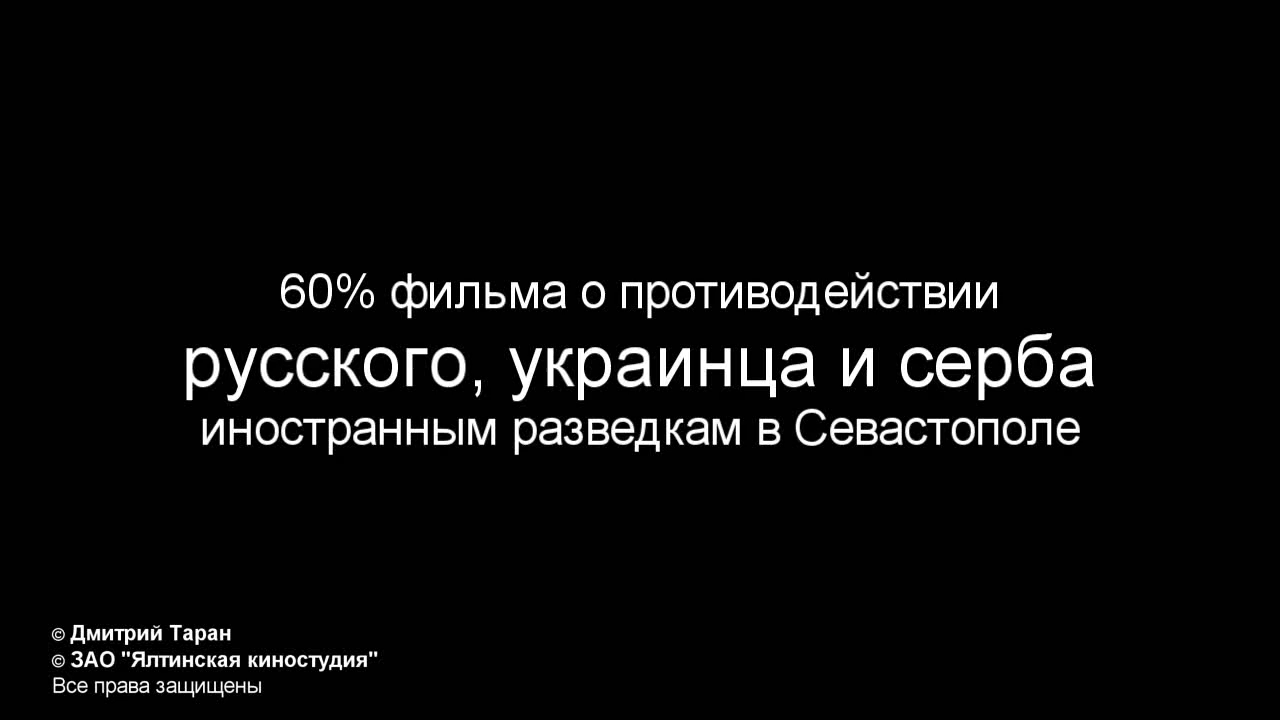 60% фильма о противодействии
русского, украинца и серба
иностранным разведкам в Севастополе
© Дмитрий Таран
© ЗАО "Ялтинская киностудия"
Все права защищены